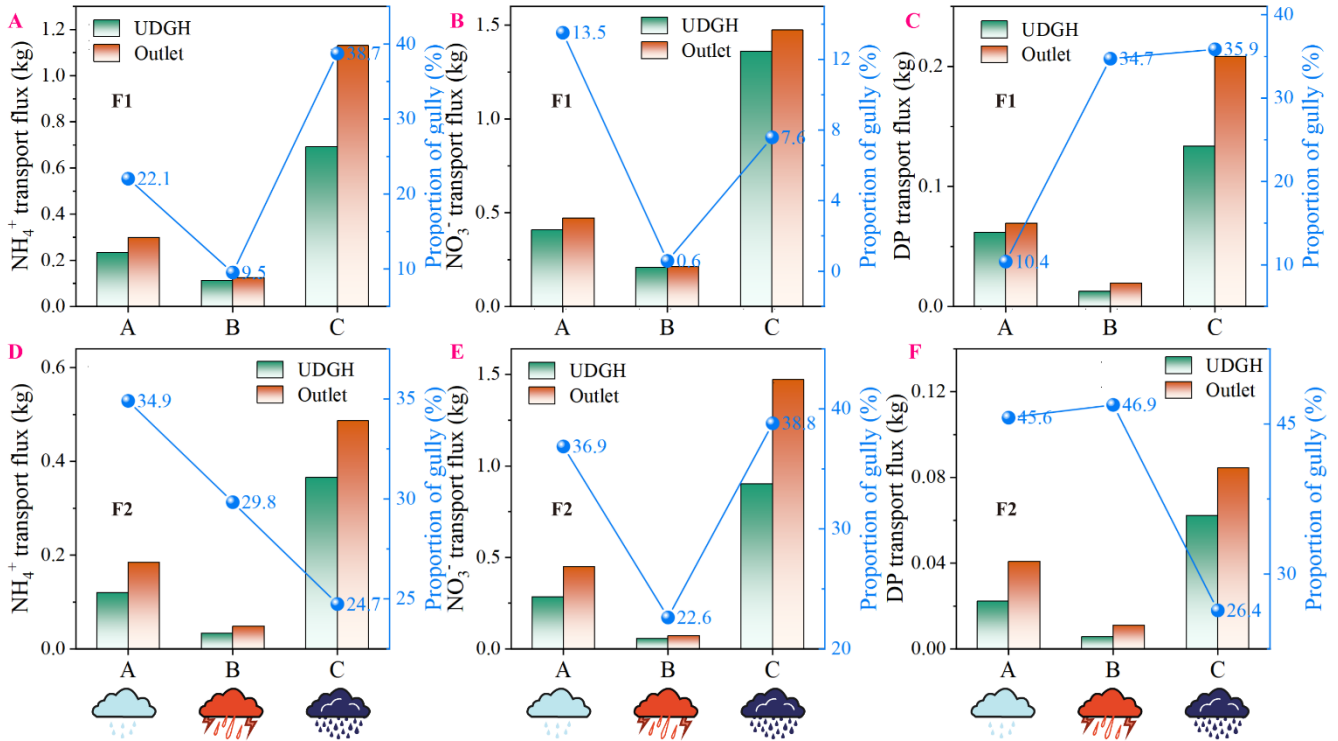 A
NH₄⁺ transport flux (kg)
1.2
1.1
0.9
0.8
0.6
0.4
0.3
0.2
0.0
UDGH
Outlet
F1
22.1
9.5
38.7
40
30
20
10
Proportion of gully (%)
A B C
B
NO₃⁻ transport flux (kg)
1.5
1.0
0.5
0.0
UDGH
Outlet
F1
13.5
0.6
7.6
12
8
4
0
Proportion of gully (%)
A B C
C
DP transport flux (kg)
0.2
0.1
0.0
UDGH
Outlet
F1
10.4
34.7
35.9
40
30
20
10
Proportion of gully (%)
A B C
D
NH₄⁺ transport flux (kg)
0.6
0.4
0.2
0.0
UDGH
Outlet
F2
34.9
29.8
24.7
35
30
25
Proportion of gully (%)
A B C
E
NO₃⁻ transport flux (kg)
1.5
1.0
0.5
0.0
UDGH
Outlet
F2
36.9
22.6
38.8
40
30
20
Proportion of gully (%)
A B C
F
DP transport flux (kg)
0.12
0.08
0.04
0.00
UDGH
Outlet
F2
45.6
46.9
26.4
45
30
Proportion of gully (%)
A B C